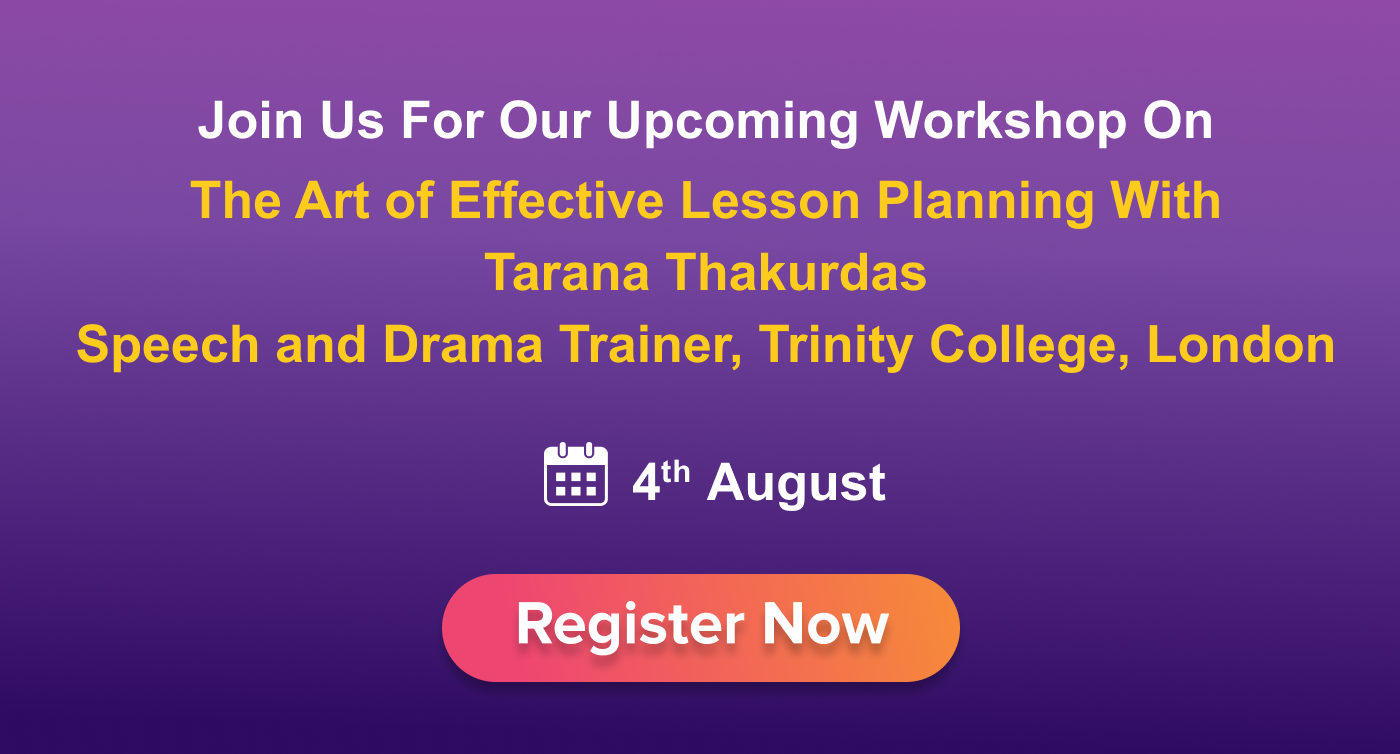 Join Us For Our Upcoming Workshop On
The Art of Effective Lesson Planning With
Tarana Thakurdas
Speech and Drama Trainer, Trinity College, London
4th August
Register Now